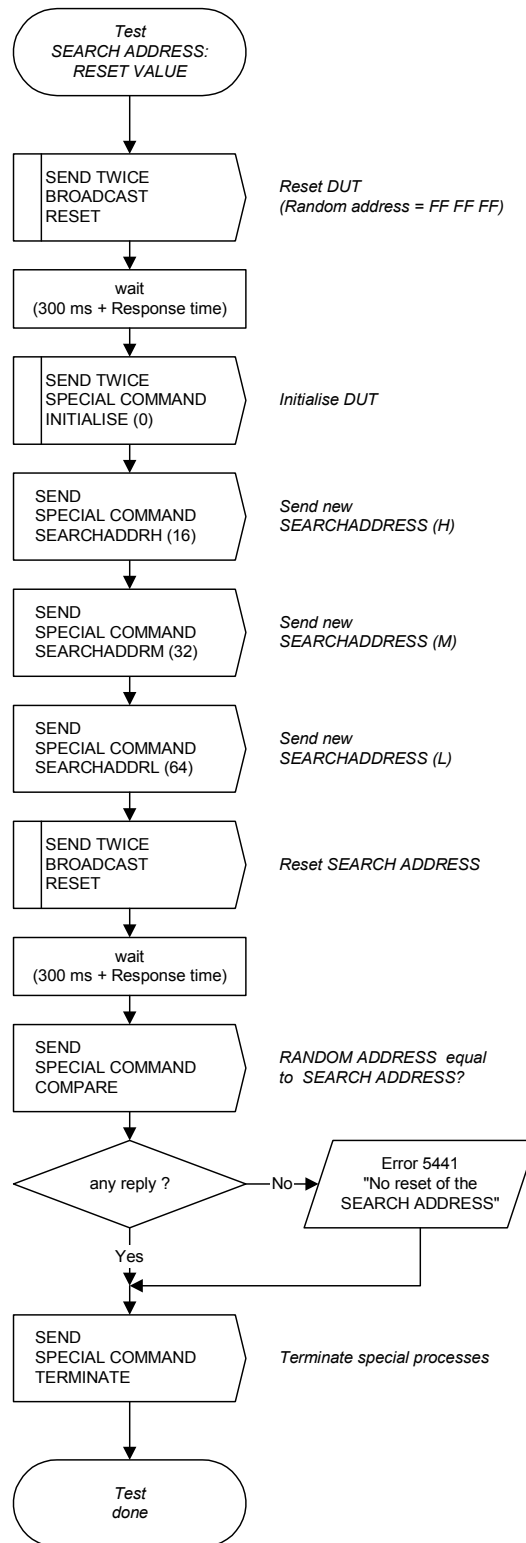 Test
SEARCH ADDRESS:
RESET VALUE
SEND TWICE
BROADCAST
RESET
Reset DUT
(Random address = FF FF FF)
wait
(300 ms + Response time)
SEND TWICE
SPECIAL COMMAND
INITIALISE (0)
Initialise DUT
SEND
SPECIAL COMMAND
SEARCHADDRH (16)
Send new
SEARCHADDRESS (H)
SEND
SPECIAL COMMAND
SEARCHADDRM (32)
Send new
SEARCHADDRESS (M)
SEND
SPECIAL COMMAND
SEARCHADDRL (64)
Send new
SEARCHADDRESS (L)
SEND TWICE
BROADCAST
RESET
Reset SEARCH ADDRESS
wait
(300 ms + Response time)
SEND
SPECIAL COMMAND
COMPARE
RANDOM ADDRESS equal
to SEARCH ADDRESS?
any reply ?
No
Error 5441
"No reset of the
SEARCH ADDRESS"
Yes
SEND
SPECIAL COMMAND
TERMINATE
Terminate special processes
Test
done